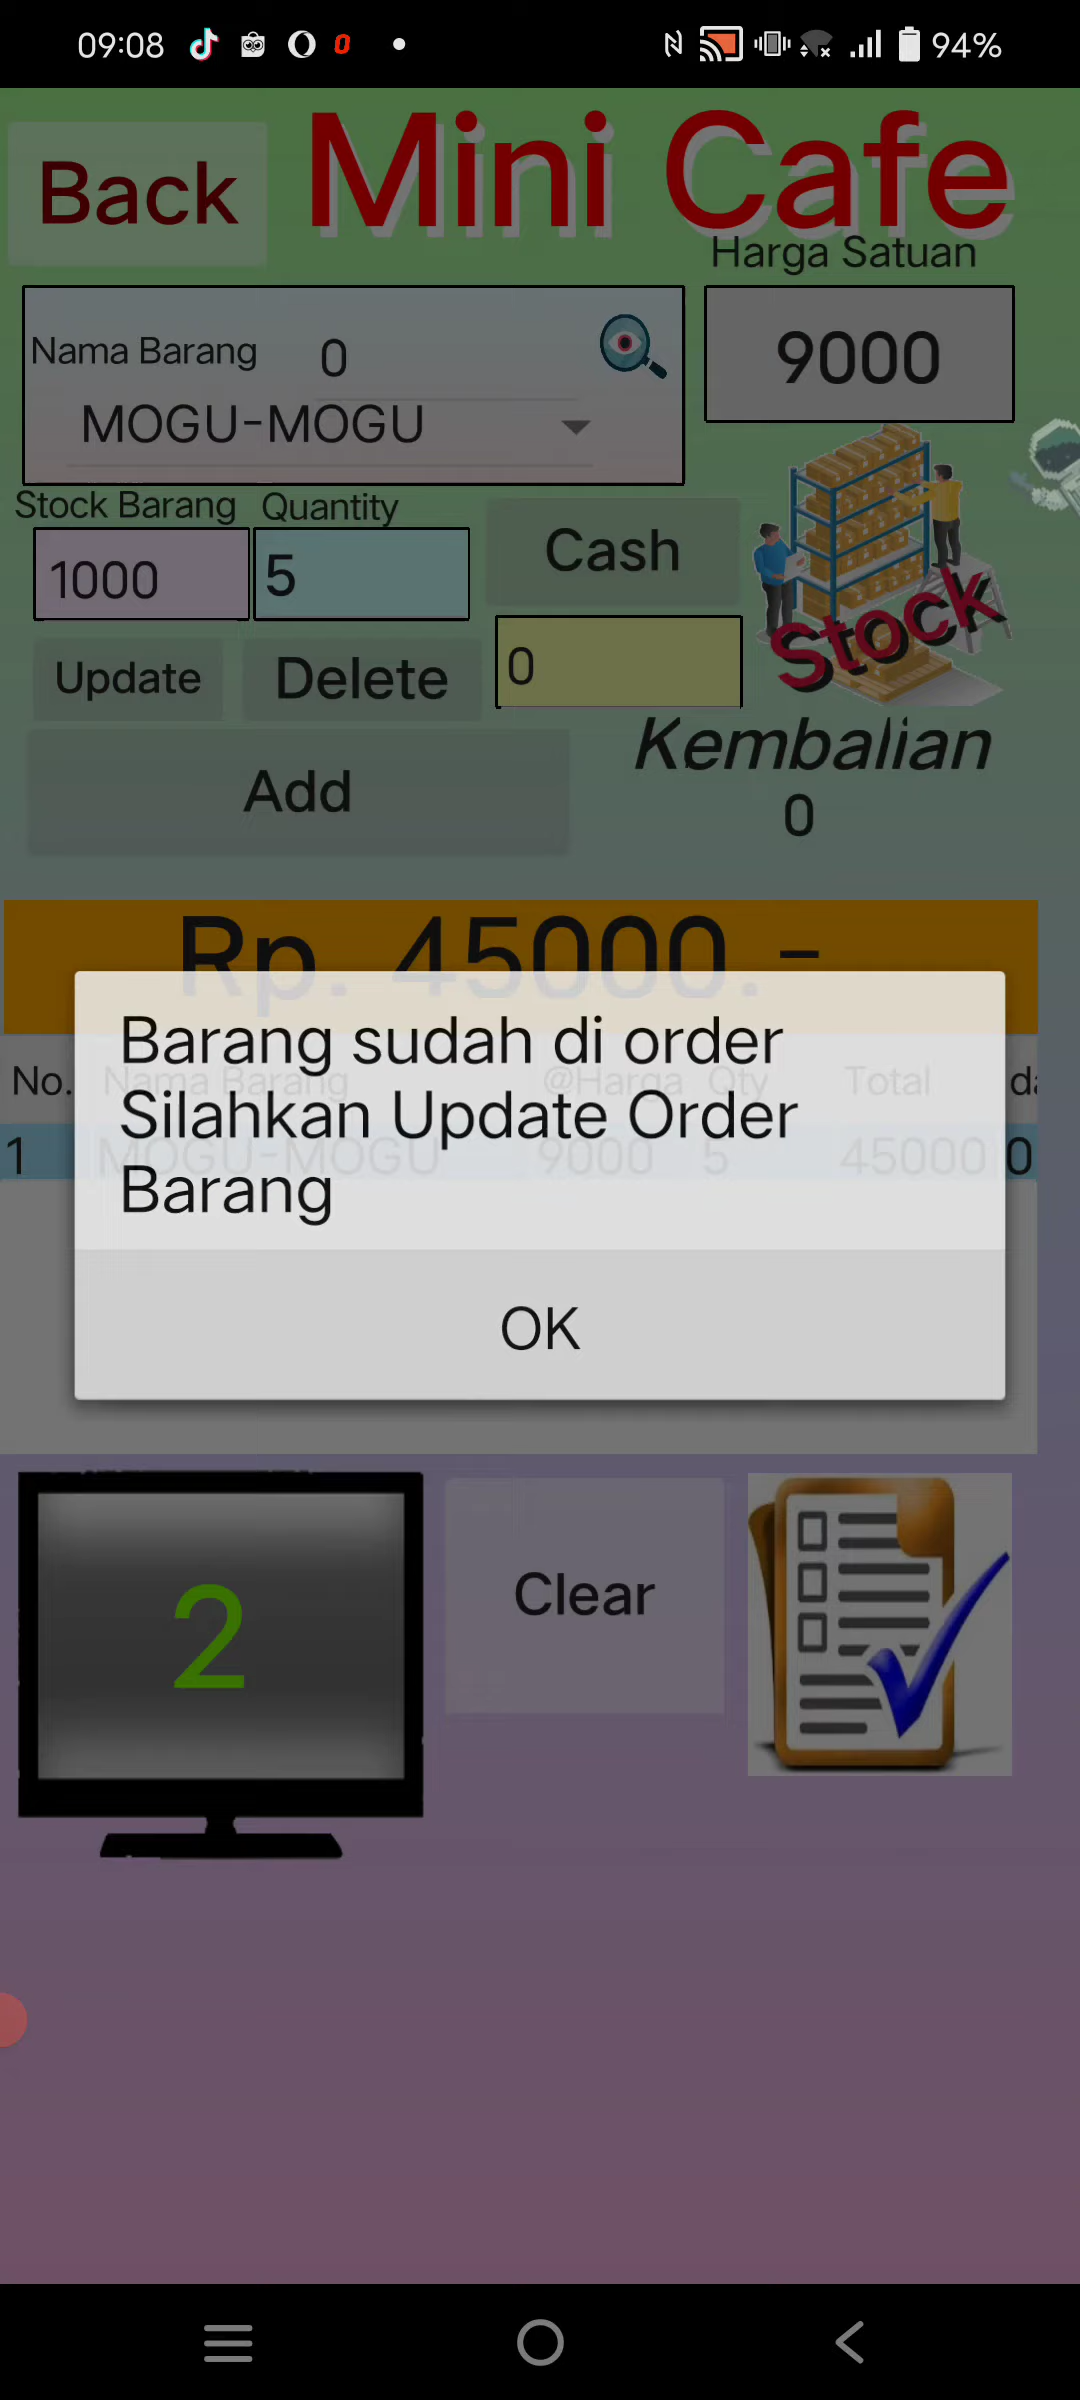 09:08
94%
Back
Mini Cafe
Harga Satuan
Nama Barang
0
9000
MOGU-MOGU
Stock Barang
Quantity
Cash
1000
5
Stock
Update
Delete
0
Kembalian
Add
0
Rp. 45000.-
Barang sudah di order
Silahkan Update Order
Barang
No. Nama Barang @Harga Qty Total
1 MOGU-MOGU 9000 5 45000 0
OK
2
Clear